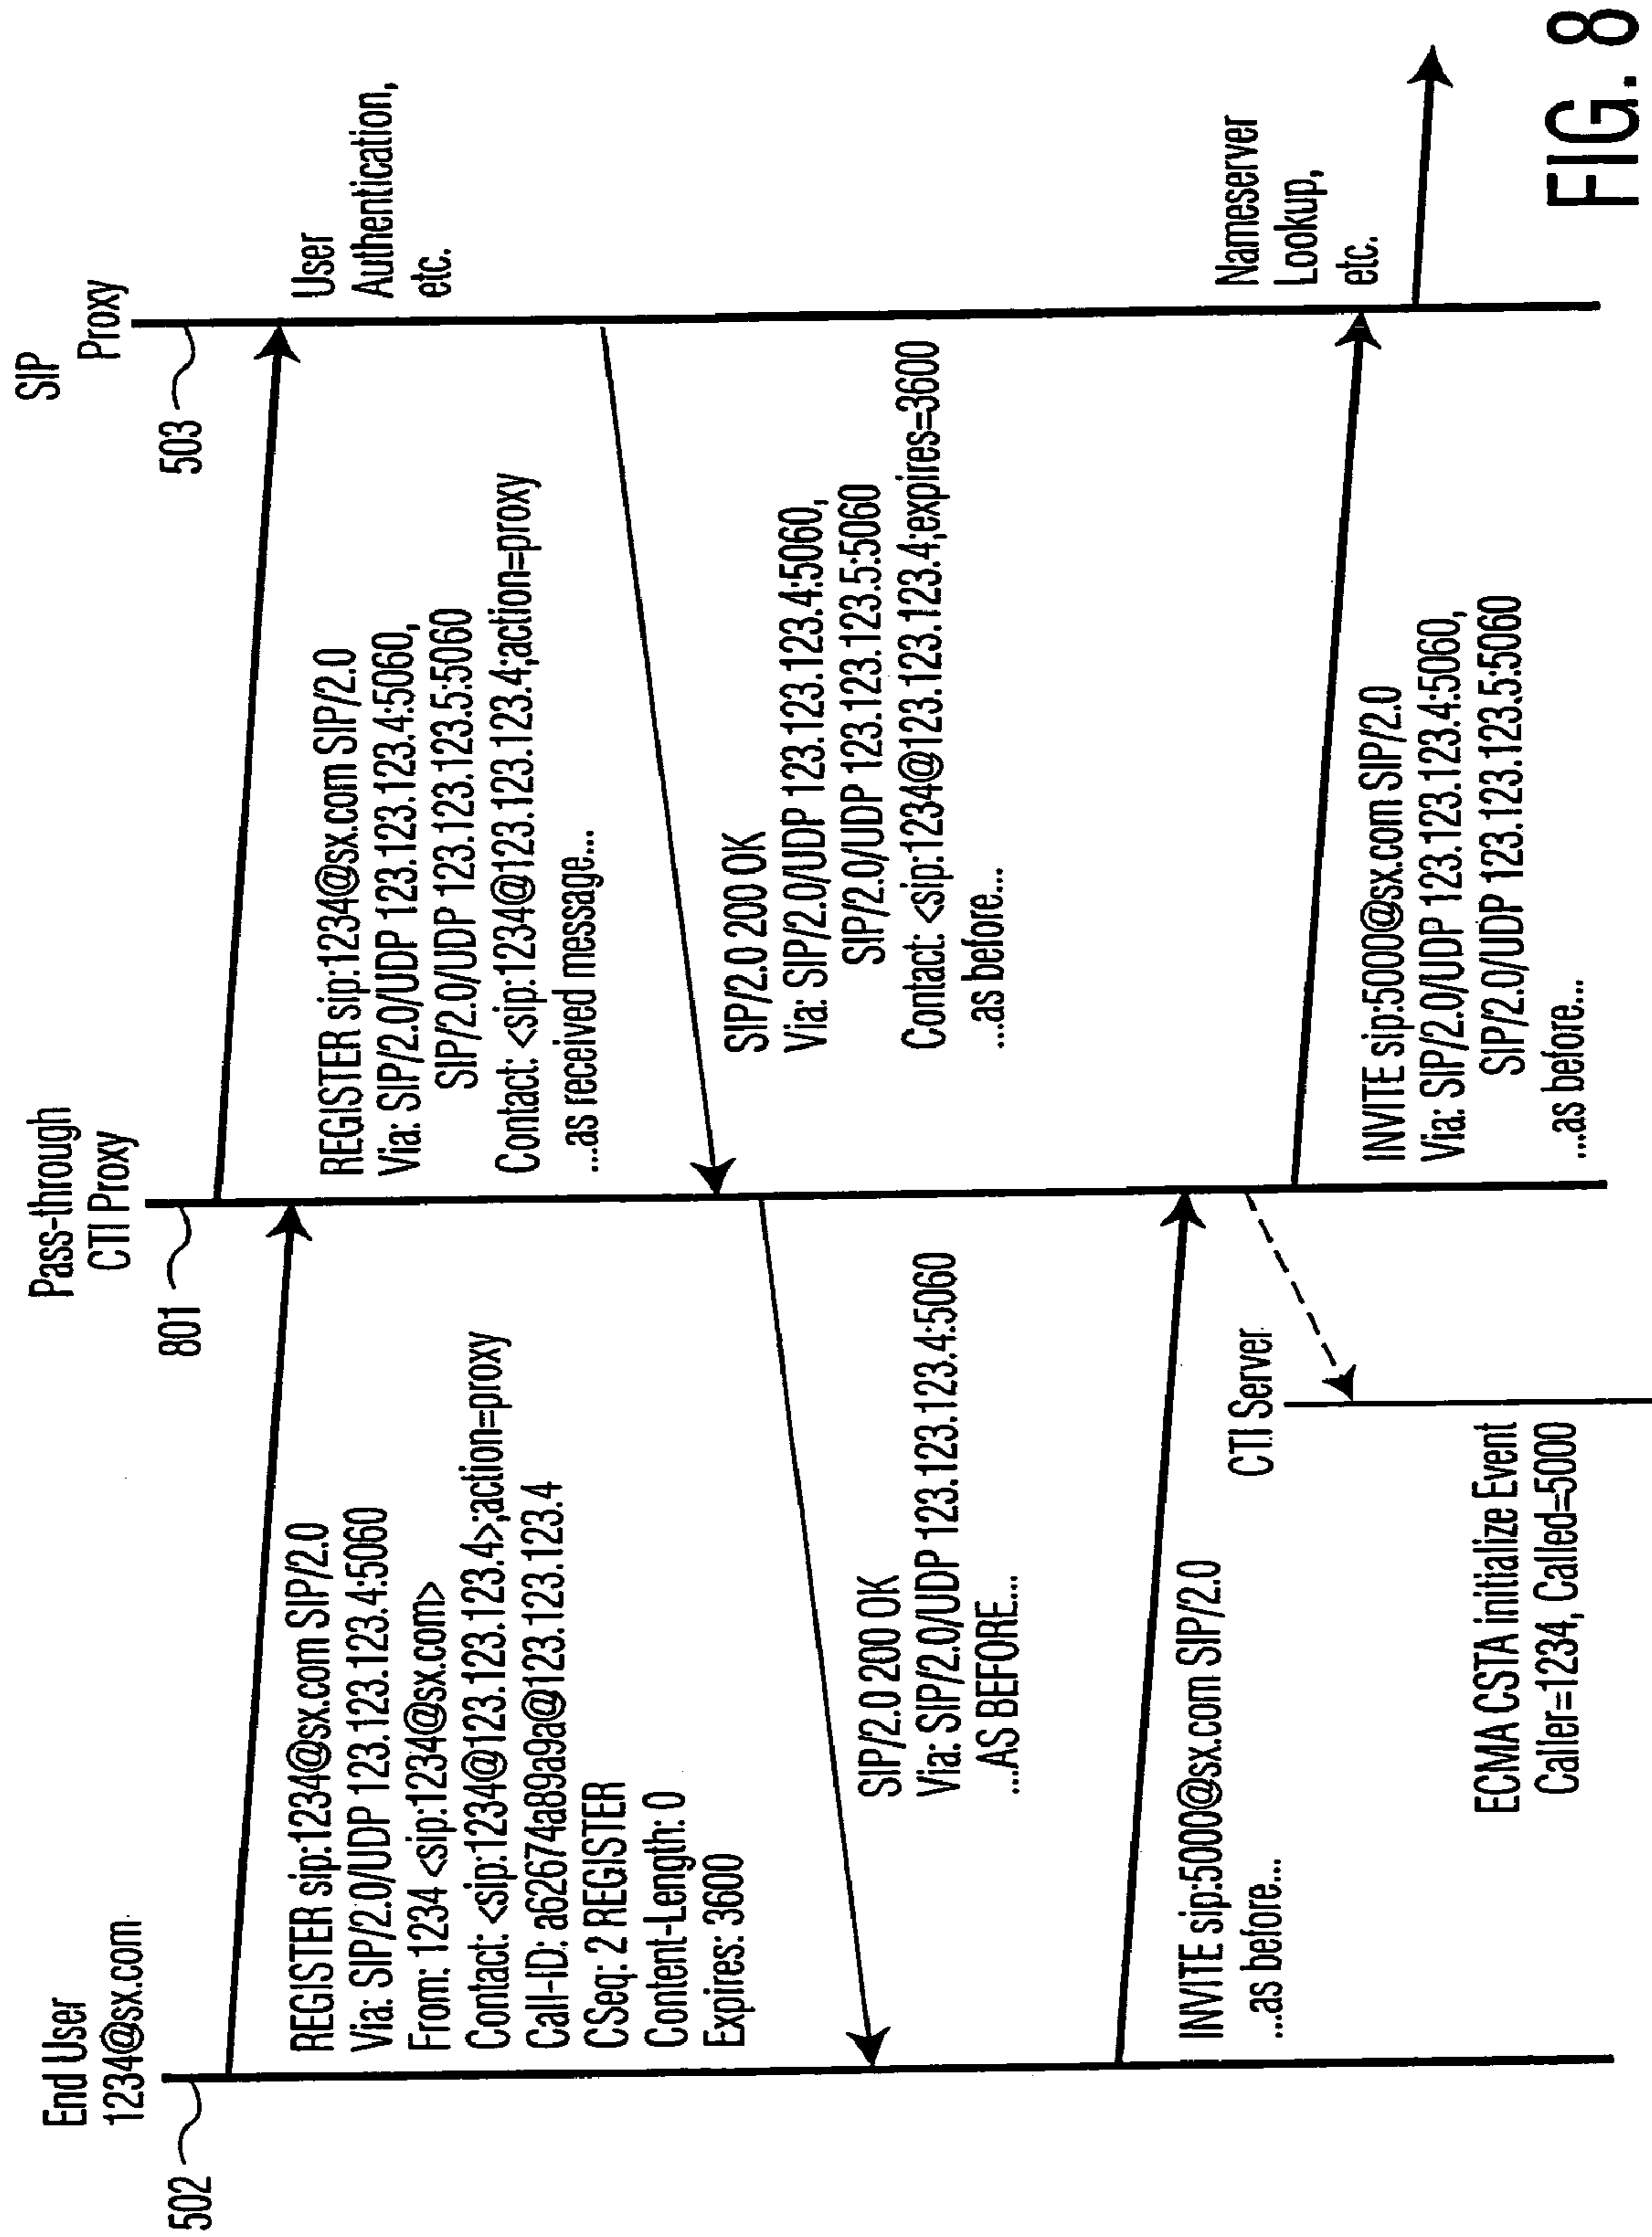 End User
1234@sx.com
502
Pass-through
CTI Proxy
801
SIP
Proxy
503
REGISTER sip:1234@sx.com SIP/2.0
Via: SIP/2.0/UDP 123.123.123.4:5060
From: 1234 <sip:1234@sx.com>
Contact: <sip:1234@123.123.123.4>;action=proxy
Call-ID: a62674a89a9a@123.123.123.4
CSeq: 2 REGISTER
Content-Length: 0
Expires: 3600
REGISTER sip:1234@sx.com SIP/2.0
Via: SIP/2.0/UDP 123.123.123.4:5060,
SIP/2.0/UDP 123.123.123.5:5060
Contact: <sip:1234@123.123.123.4;action=proxy
...as received message...
User
Authentication,
etc.
SIP/2.0 200 OK
Via: SIP/2.0/UDP 123.123.123.4:5060,
SIP/2.0/UDP 123.123.123.5:5060
Contact: <sip:1234@123.123.123.4;expires=3600
...as before...
SIP/2.0 200 OK
Via: SIP/2.0/UDP 123.123.123.4:5060
...AS BEFORE...
INVITE sip:5000@sx.com SIP/2.0
...as before...
CTI Server
ECMA CSTA initialize Event
Caller=1234, Called=5000
INVITE sip:5000@sx.com SIP/2.0
Via: SIP/2.0/UDP 123.123.123.4:5060,
SIP/2.0/UDP 123.123.123.5:5060
...as before...
Nameserver
Lookup,
etc.
FIG. 8